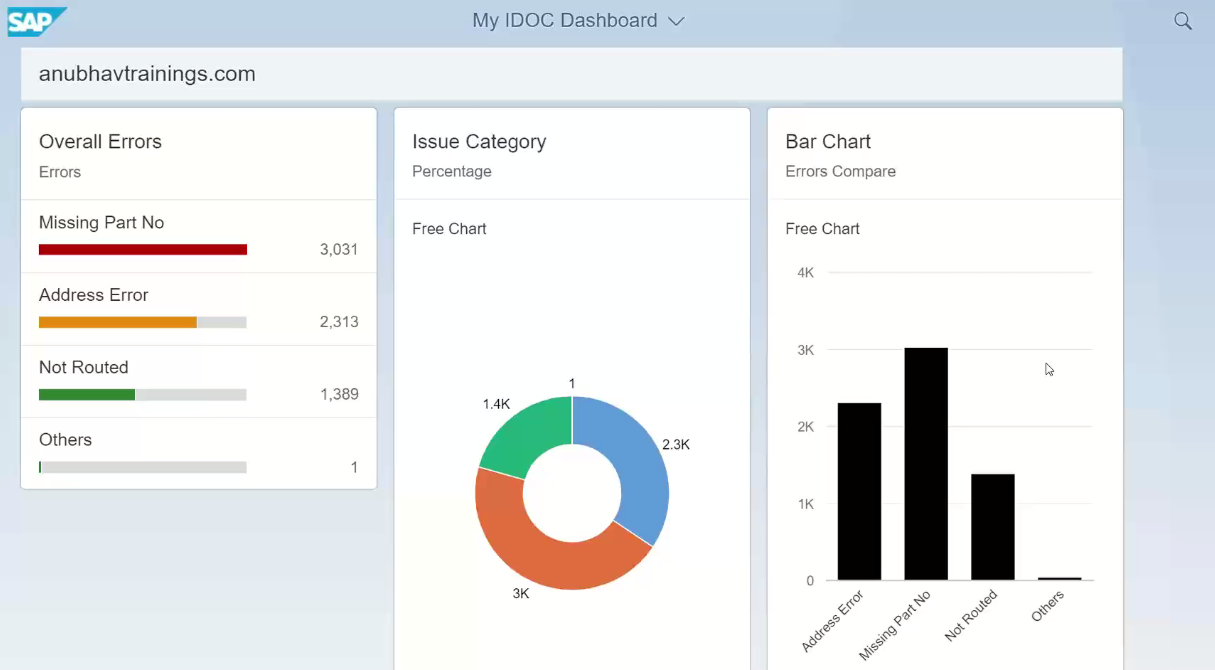 SAP
My IDOC Dashboard
anubhavtrainings.com
Overall Errors
Errors
Missing Part No
3,031
Address Error
2,313
Not Routed
1,389
Others
1
Issue Category
Percentage
Free Chart
1
1.4K
2.3K
3K
Bar Chart
Errors Compare
Free Chart
4K
3K
2K
1K
0
Address Error
Missing Part No
Not Routed
Others